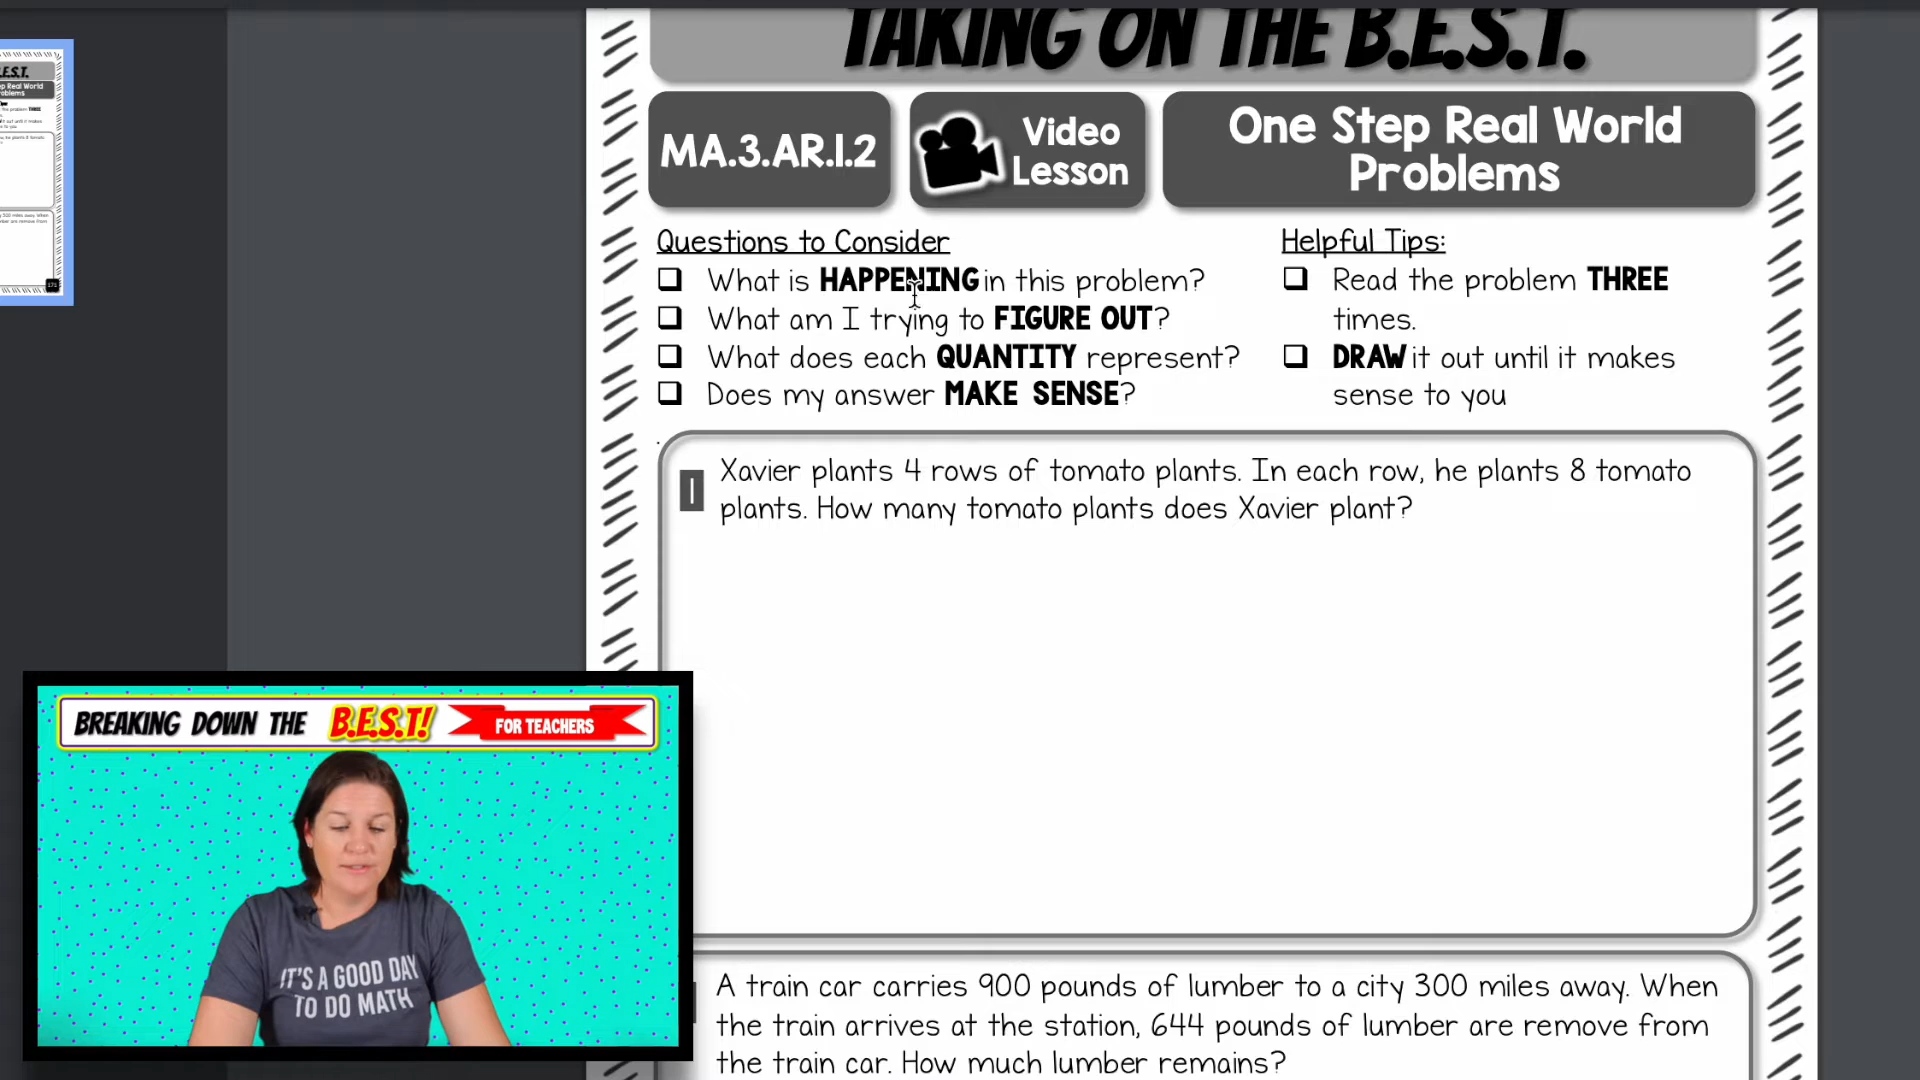 TAKING ON THE B.E.S.T.
MA.3.AR.1.2
Video
Lesson
One Step Real World
Problems
Questions to Consider
❏ What is HAPPENING in this problem?
❏ What am I trying to FIGURE OUT?
❏ What does each QUANTITY represent?
❏ Does my answer MAKE SENSE?
Helpful Tips:
❏ Read the problem THREE
times.
❏ DRAW it out until it makes
sense to you
1
Xavier plants 4 rows of tomato plants. In each row, he plants 8 tomato
plants. How many tomato plants does Xavier plant?
A train car carries 900 pounds of lumber to a city 300 miles away. When
the train arrives at the station, 644 pounds of lumber are remove from
the train car. How much lumber remains?
BREAKING DOWN THE B.E.S.T! FOR TEACHERS
IT'S A GOOD DAY
TO DO MATH